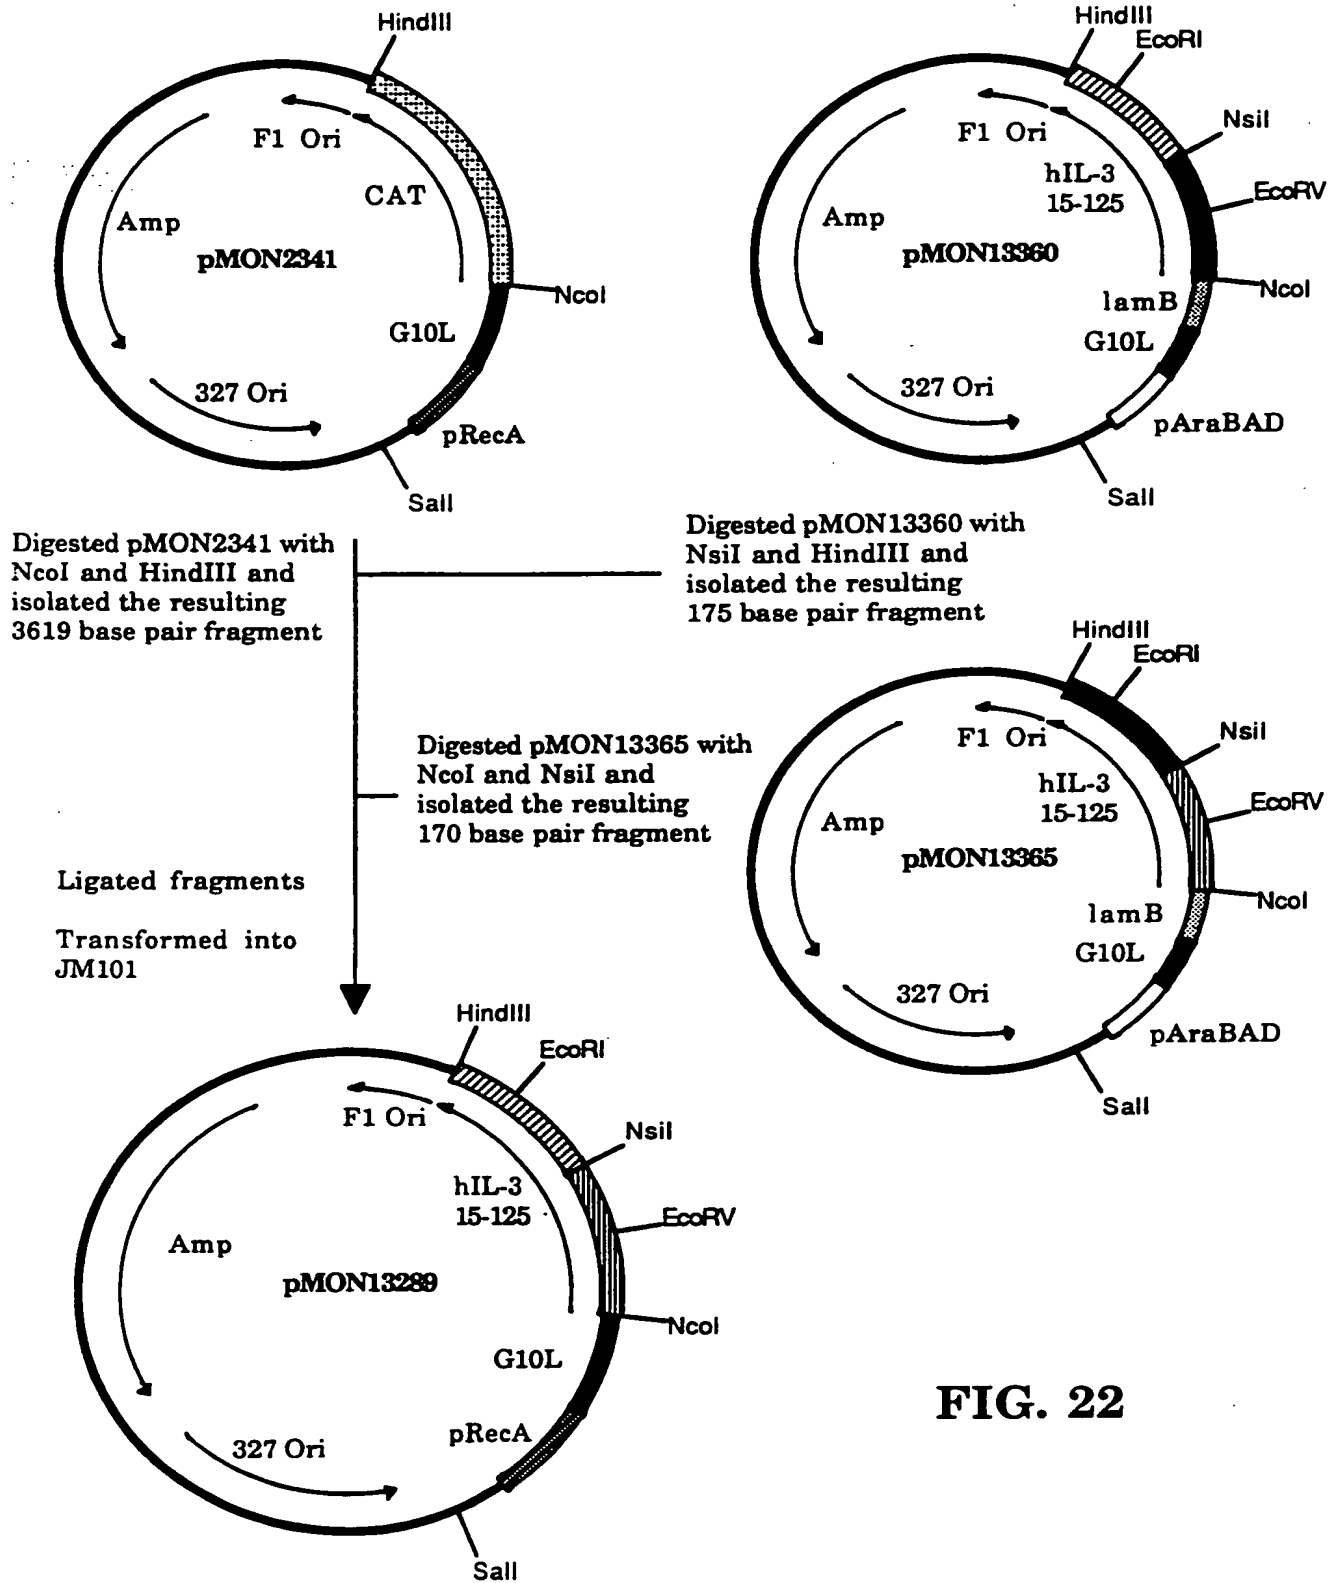 HindIII
F1 Ori
CAT
Amp
pMON2341
NcoI
G10L
327 Ori
pRecA
SalI
HindIII
EcoRI
NsiI
F1 Ori
hIL-3
15-125
EcoRV
Amp
pMON13360
NcoI
lamB
G10L
327 Ori
pAraBAD
SalI
Digested pMON2341 with
NcoI and HindIII and
isolated the resulting
3619 base pair fragment
Digested pMON13360 with
NsiI and HindIII and
isolated the resulting
175 base pair fragment
HindIII
EcoRI
NsiI
F1 Ori
hIL-3
15-125
EcoRV
Amp
pMON13365
NcoI
lamB
G10L
327 Ori
pAraBAD
SalI
Digested pMON13365 with
NcoI and NsiI and
isolated the resulting
170 base pair fragment
Ligated fragments
Transformed into
JM101
HindIII
EcoRI
F1 Ori
NsiI
hIL-3
15-125
EcoRV
Amp
pMON13289
NcoI
G10L
pRecA
327 Ori
SalI
FIG. 22